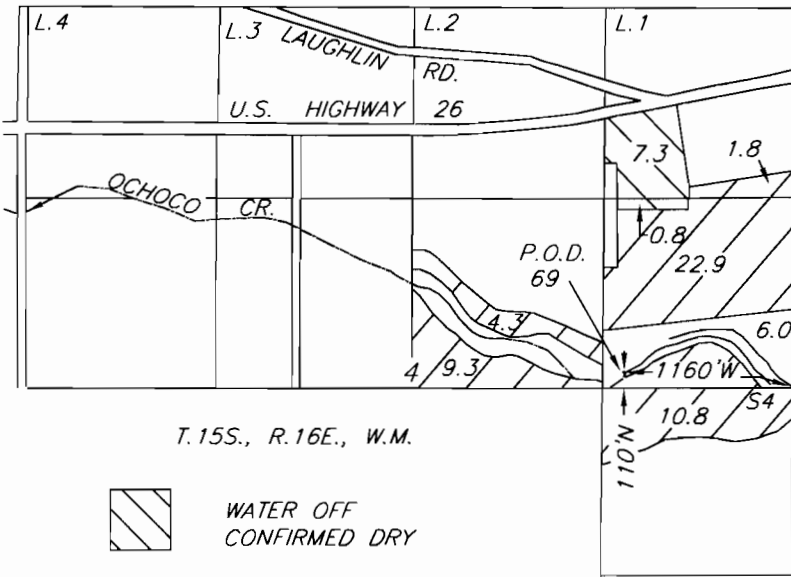 L.4
L.3
L.2
L.1
LAUGHLIN
RD.
U.S. HIGHWAY 26
7.3
1.8
OCHOCO
CR.
0.8
P.O.D.
69
22.9
4.3
6.0
4
9.3
1160'W
S4
10.8
110'N
T.15S., R.16E., W.M.
WATER OFF
CONFIRMED DRY